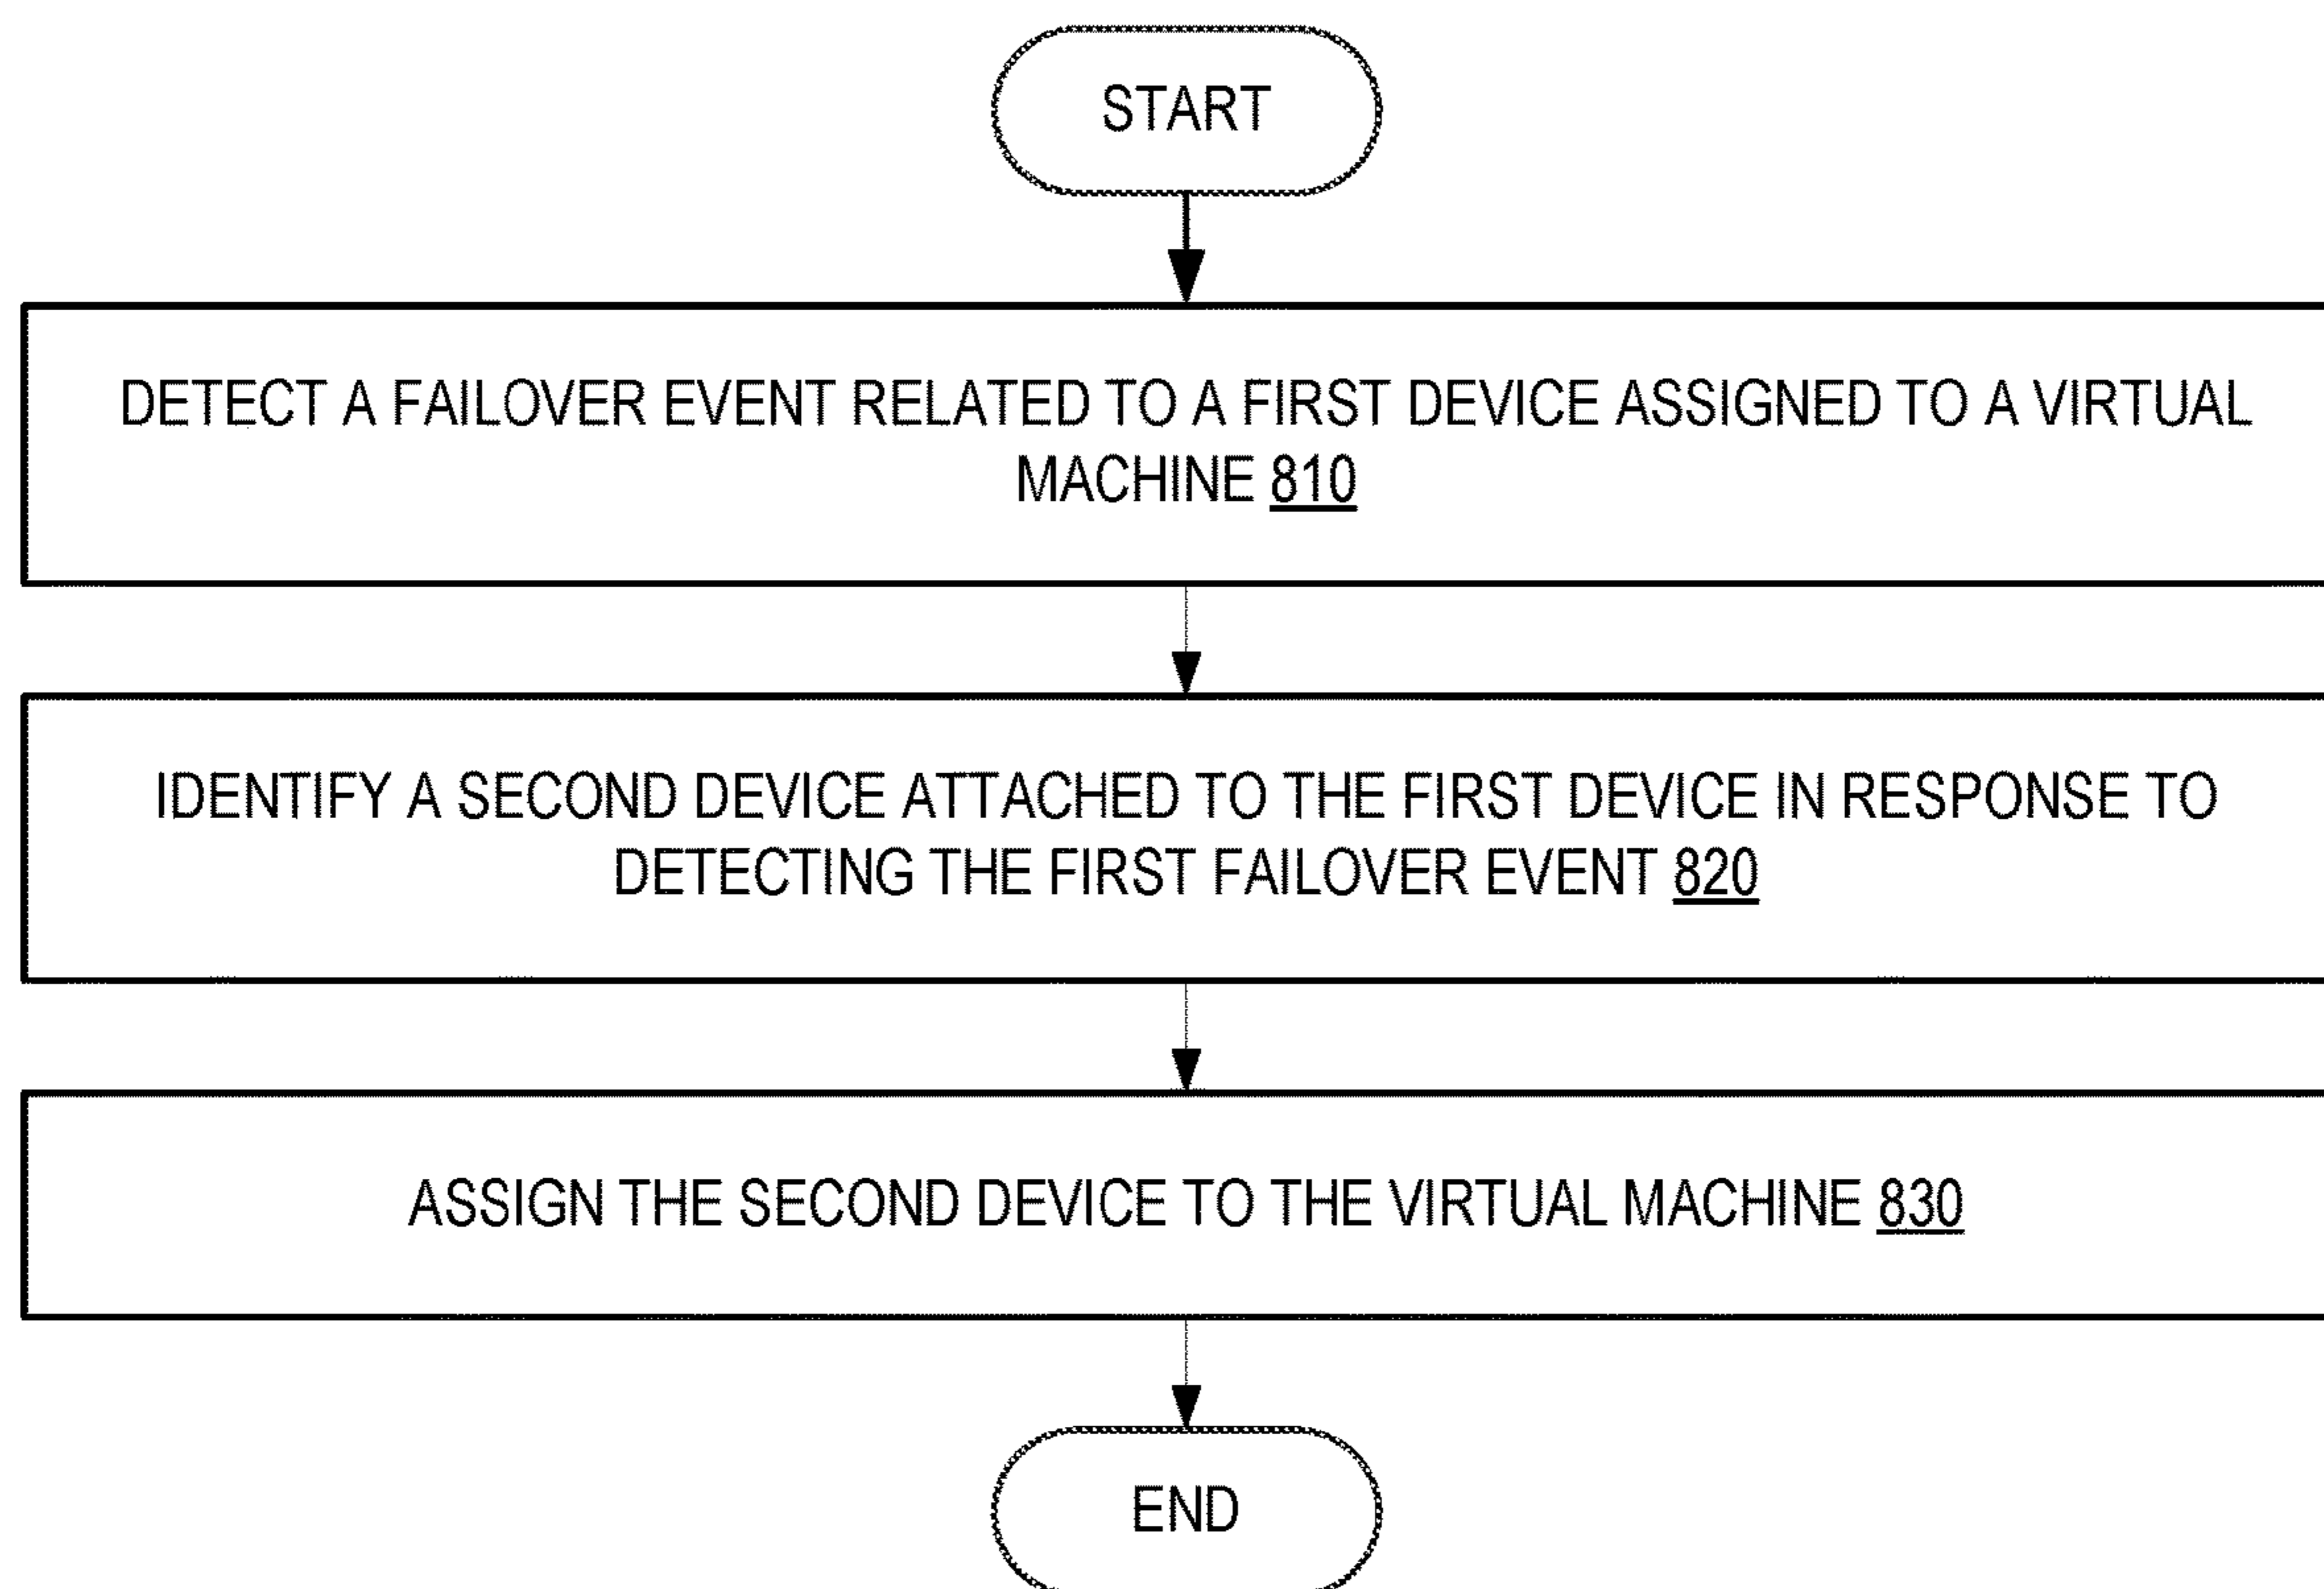 START
DETECT A FAILOVER EVENT RELATED TO A FIRST DEVICE ASSIGNED TO A VIRTUAL
MACHINE 810
IDENTIFY A SECOND DEVICE ATTACHED TO THE FIRST DEVICE IN RESPONSE TO
DETECTING THE FIRST FAILOVER EVENT 820
ASSIGN THE SECOND DEVICE TO THE VIRTUAL MACHINE 830
END